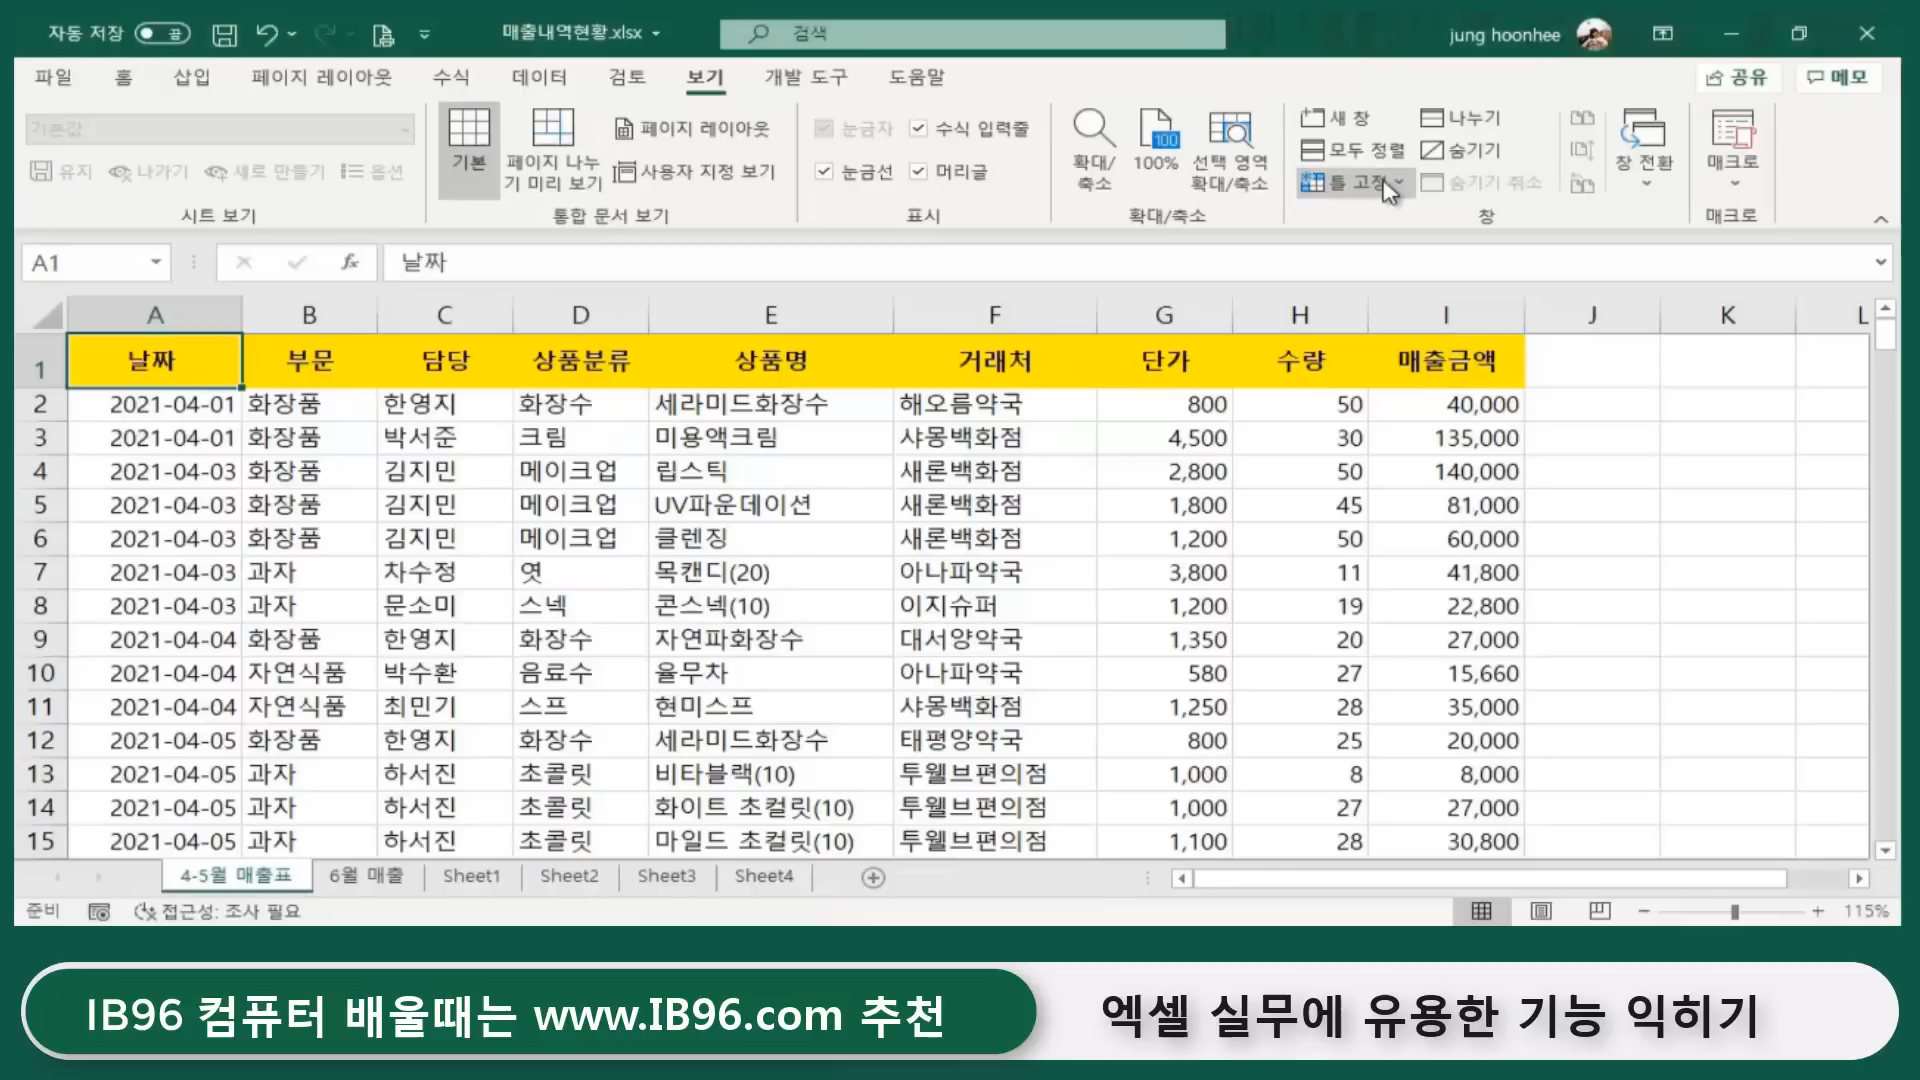 자동 저장 끔 매출내역현황.xlsx 검색 jung hoonhee
파일 홈 삽입 페이지 레이아웃 수식 데이터 검토 보기 개발 도구 도움말 공유 메모
기본값
유지 나가기 새로 만들기 옵션
시트 보기
기본
페이지 나누
기 미리 보기
페이지 레이아웃
사용자 지정 보기
통합 문서 보기
눈금자 수식 입력줄
눈금선 머리글
표시
확대/
축소
100
100%
선택 영역
확대/축소
확대/축소
새 창 나누기
모두 정렬 숨기기
틀 고정 숨기기 취소
창 전환
창
매크로
매크로
A1 fx 날짜
A B C D E F G H I J K L
1 날짜 부문 담당 상품분류 상품명 거래처 단가 수량 매출금액
2 2021-04-01 화장품 한영지 화장수 세라미드화장수 해오름약국 800 50 40,000
3 2021-04-01 화장품 박서준 크림 미용액크림 샤몽백화점 4,500 30 135,000
4 2021-04-03 화장품 김지민 메이크업 립스틱 새론백화점 2,800 50 140,000
5 2021-04-03 화장품 김지민 메이크업 UV파운데이션 새론백화점 1,800 45 81,000
6 2021-04-03 화장품 김지민 메이크업 클렌징 새론백화점 1,200 50 60,000
7 2021-04-03 과자 차수정 엿 목캔디(20) 아나파약국 3,800 11 41,800
8 2021-04-03 과자 문소미 스넥 콘스넥(10) 이지슈퍼 1,200 19 22,800
9 2021-04-04 화장품 한영지 화장수 자연파화장수 대서양약국 1,350 20 27,000
10 2021-04-04 자연식품 박수환 음료수 율무차 아나파약국 580 27 15,660
11 2021-04-04 자연식품 최민기 스프 현미스프 샤몽백화점 1,250 28 35,000
12 2021-04-05 화장품 한영지 화장수 세라미드화장수 태평양약국 800 25 20,000
13 2021-04-05 과자 하서진 초콜릿 비타블랙(10) 투웰브편의점 1,000 8 8,000
14 2021-04-05 과자 하서진 초콜릿 화이트 초컬릿(10) 투웰브편의점 1,000 27 27,000
15 2021-04-05 과자 하서진 초콜릿 마일드 초컬릿(10) 투웰브편의점 1,100 28 30,800
4-5월 매출표 6월 매출 Sheet1 Sheet2 Sheet3 Sheet4
준비 접근성: 조사 필요 115%
IB96 컴퓨터 배울때는 www.IB96.com 추천
엑셀 실무에 유용한 기능 익히기